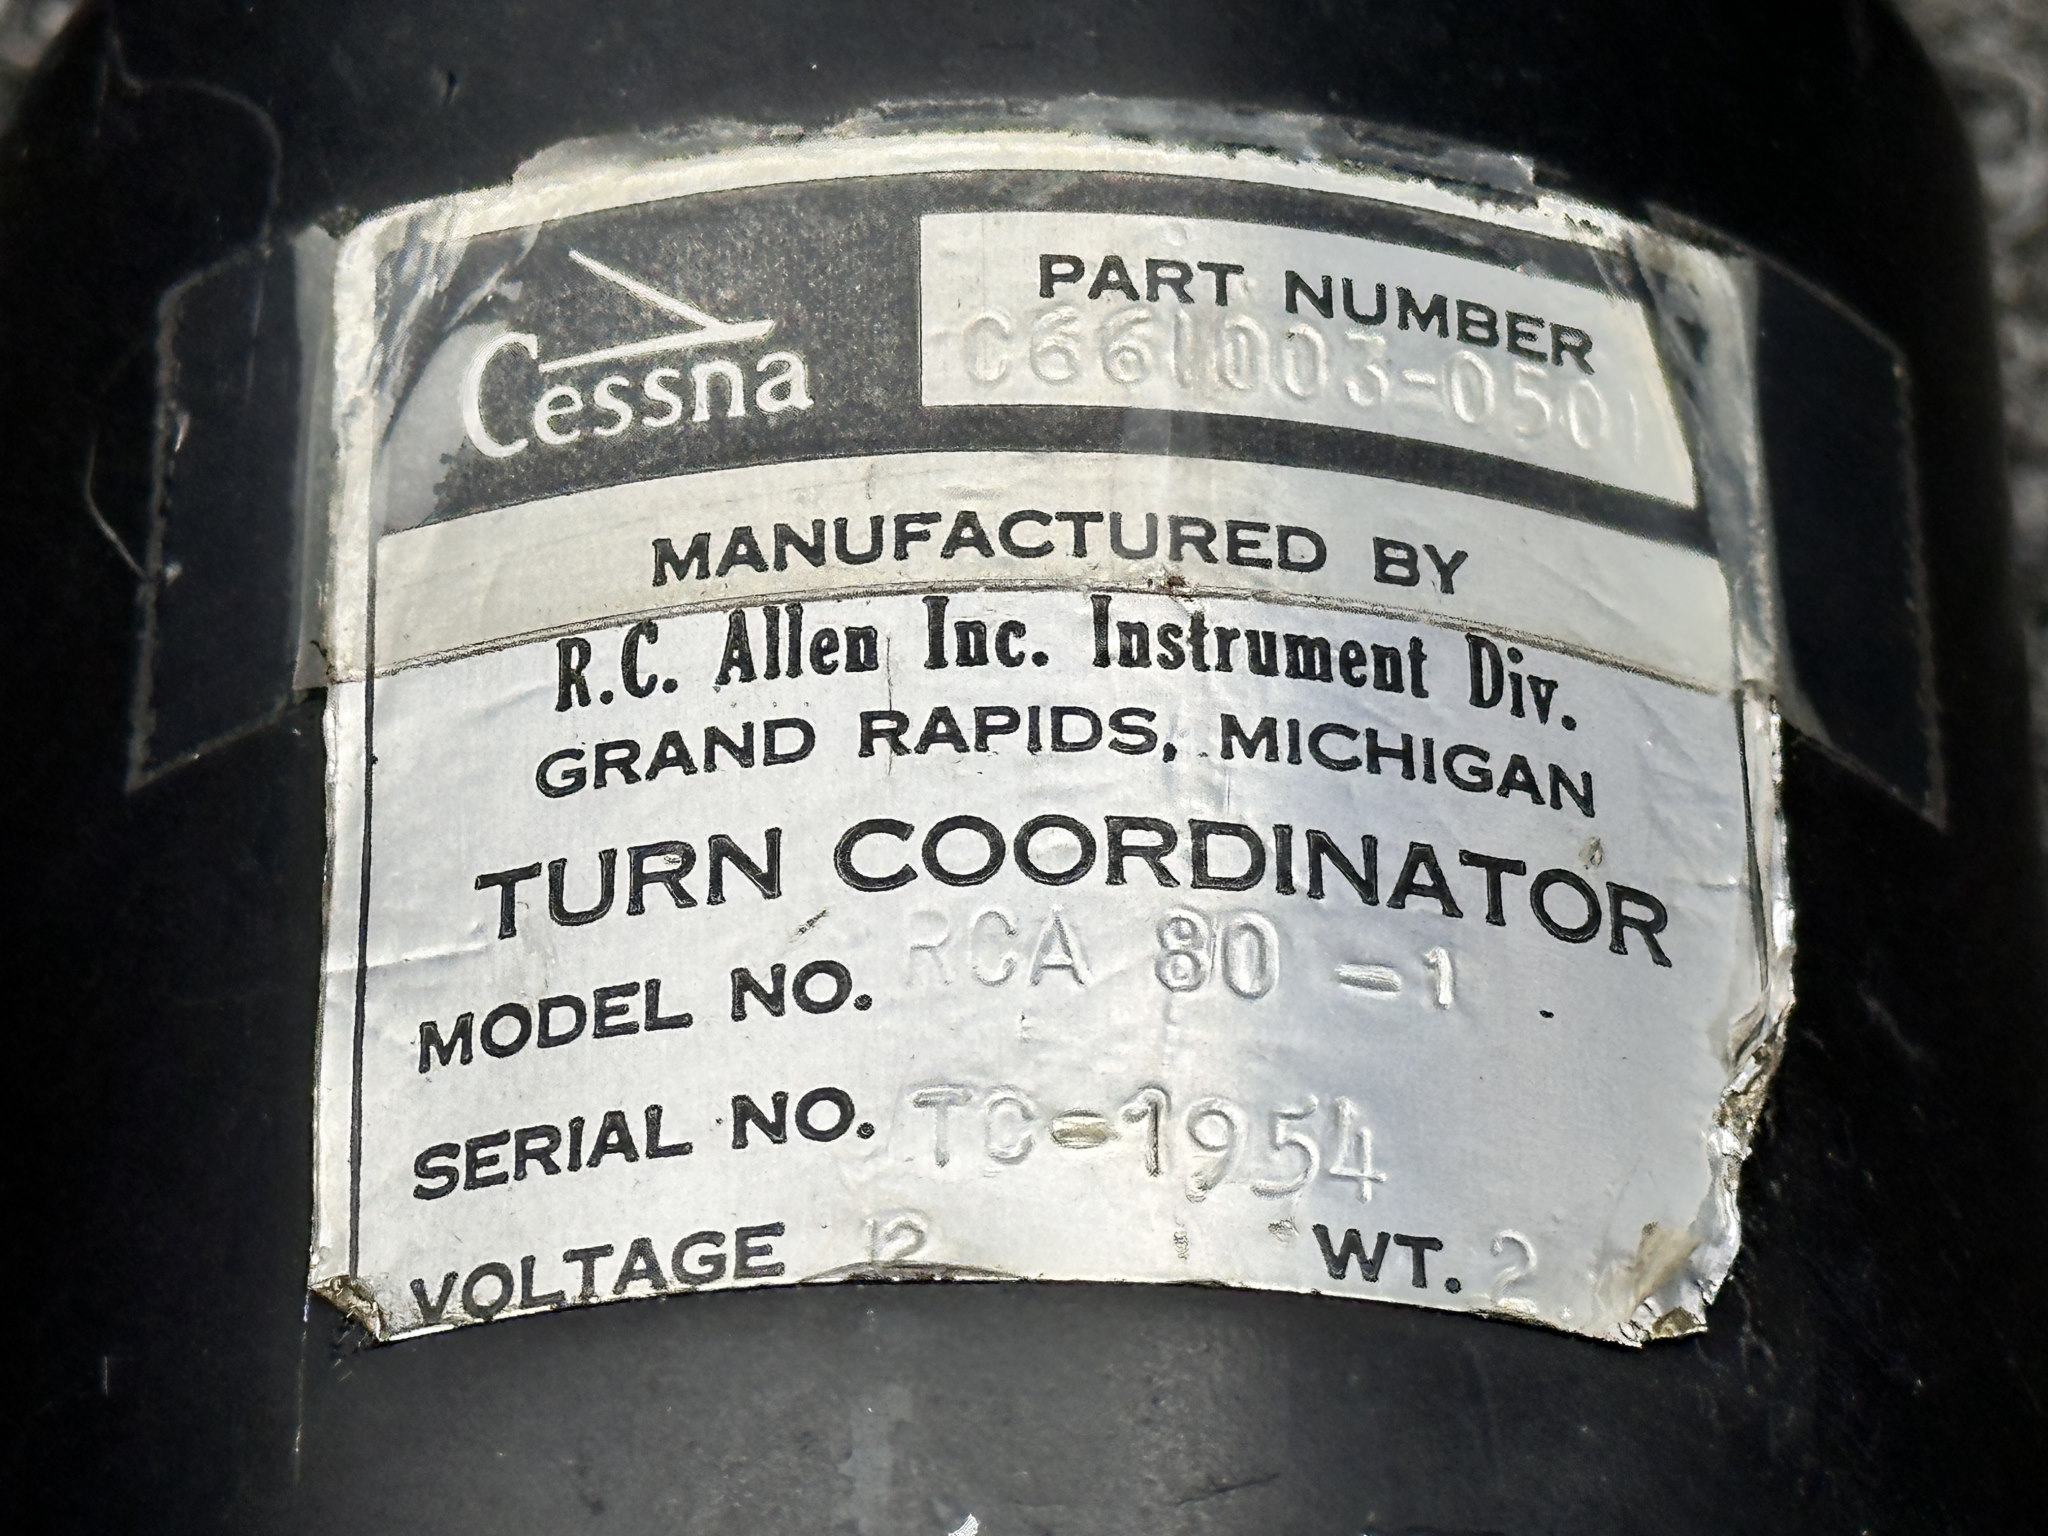 Cessna
PART NUMBER
C661003-0501
MANUFACTURED BY
R.C. Allen Inc. Instrument Div.
GRAND RAPIDS, MICHIGAN
TURN COORDINATOR
MODEL NO. RCA 80-1
SERIAL NO. TC-1954
VOLTAGE 12 WT. 2